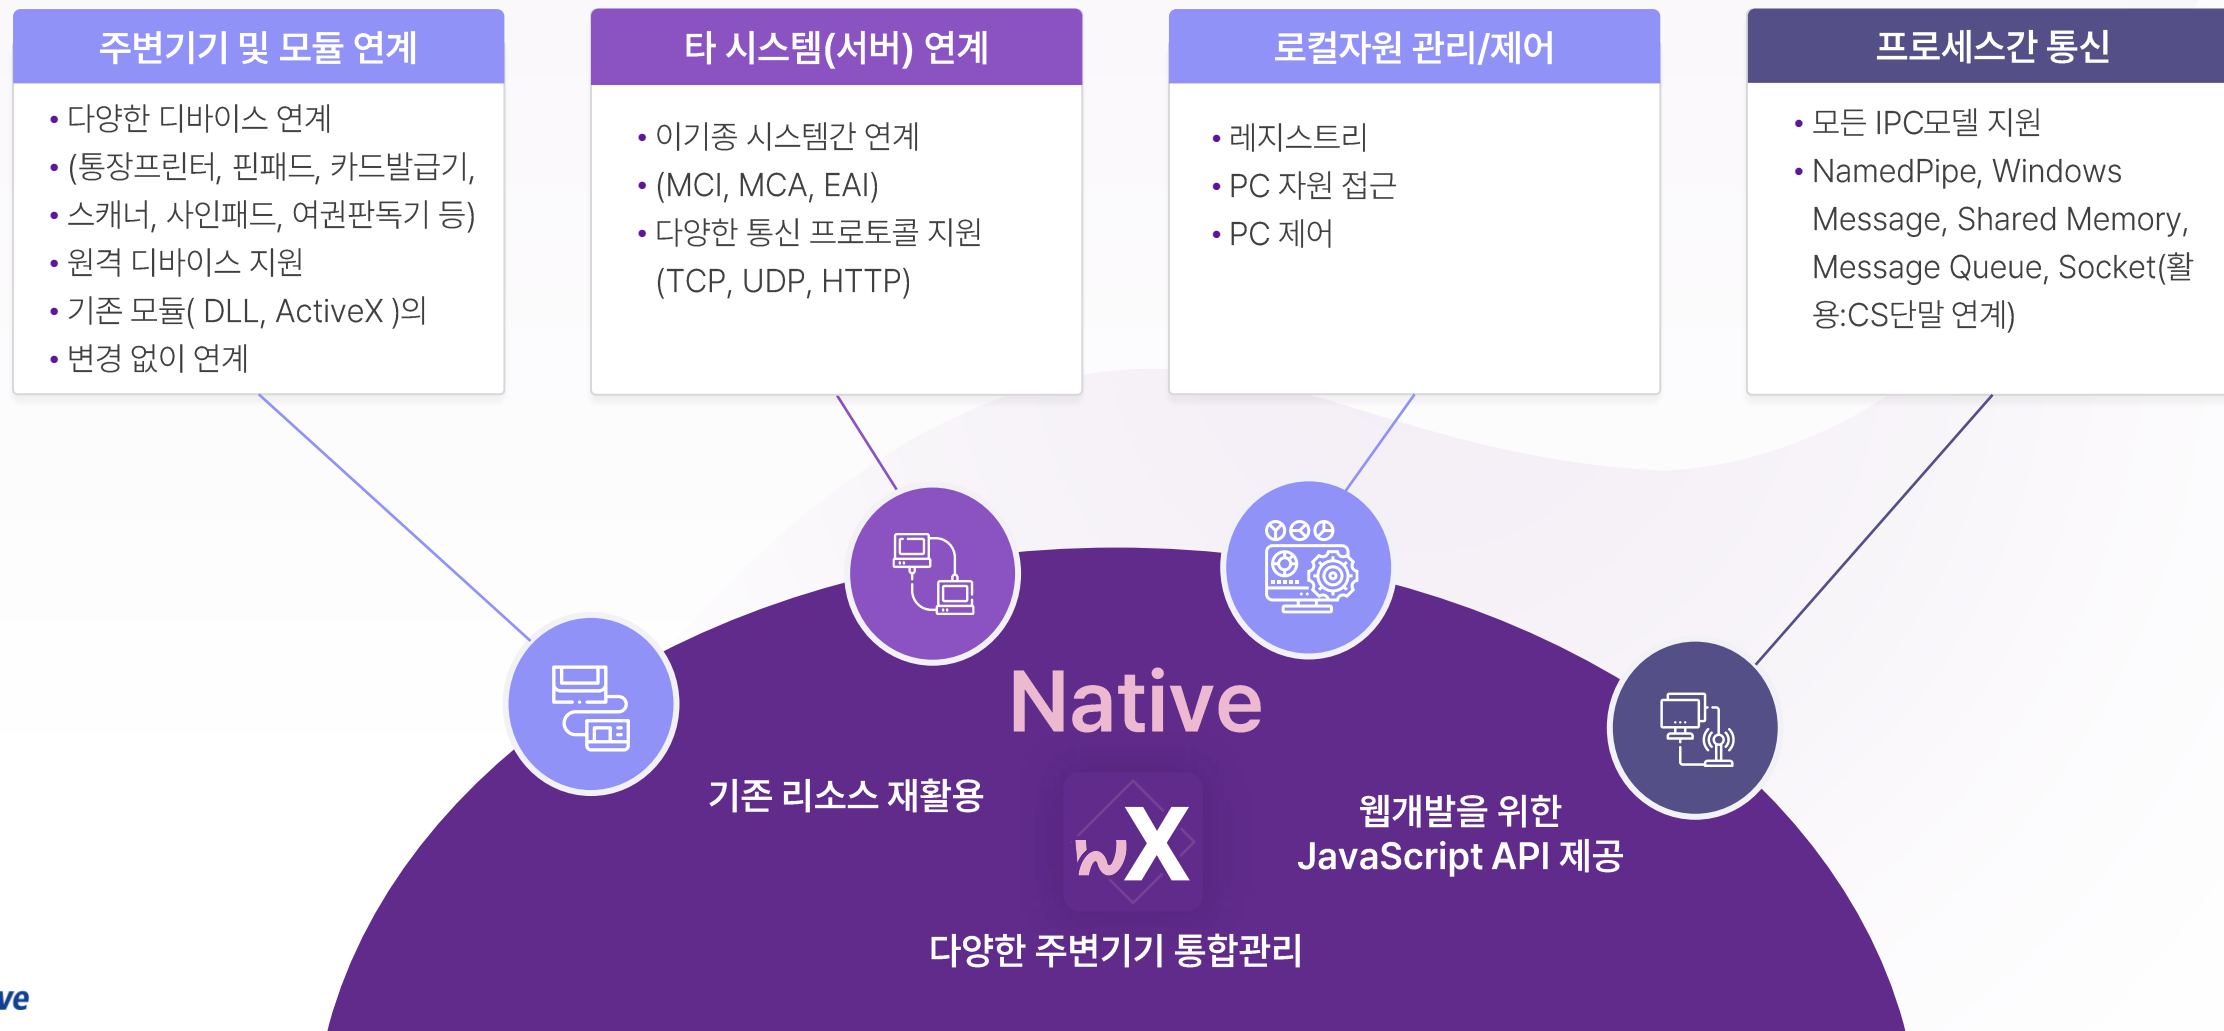 주변기기 및 모듈 연계
• 다양한 디바이스 연계
• (통장프린터, 핀패드, 카드발급기,
• 스캐너, 사인패드, 여권판독기 등)
• 원격 디바이스 지원
• 기존 모듈( DLL, ActiveX )의
• 변경 없이 연계
타 시스템(서버) 연계
• 이기종 시스템간 연계
• (MCI, MCA, EAI)
• 다양한 통신 프로토콜 지원
(TCP, UDP, HTTP)
로컬자원 관리/제어
• 레지스트리
• PC 자원 접근
• PC 제어
프로세스간 통신
• 모든 IPC모델 지원
• NamedPipe, Windows
Message, Shared Memory,
Message Queue, Socket(활
용:CS단말 연계)
Native
기존 리소스 재활용
wX
웹개발을 위한
JavaScript API 제공
다양한 주변기기 통합관리
ve